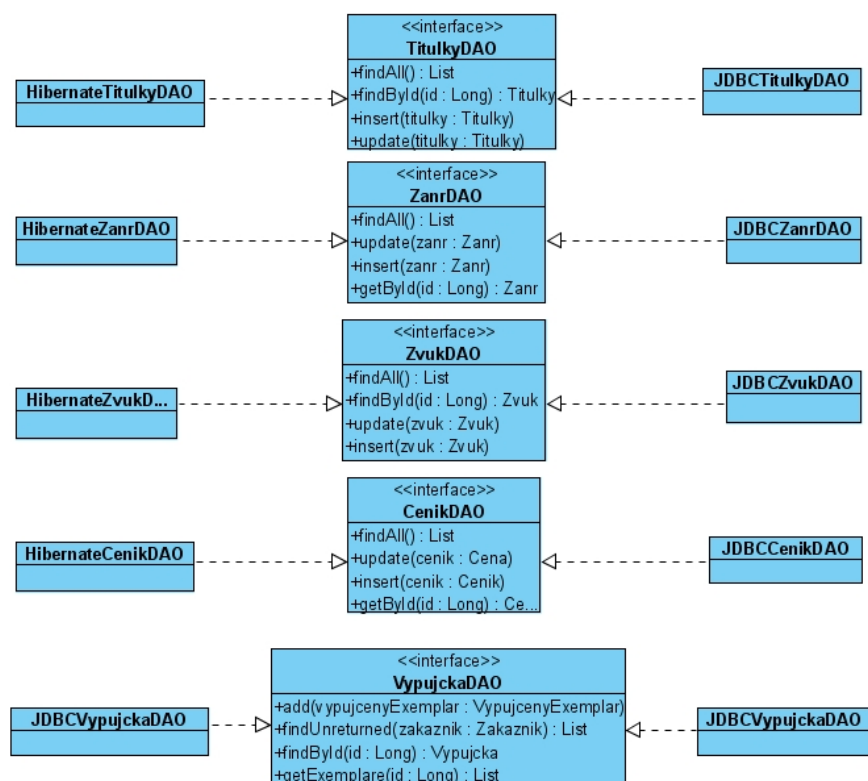 <<interface>>
TitulkyDAO
+findAll() : List
+findById(id : Long) : Titulky
+insert(titulky : Titulky)
+update(titulky : Titulky)
HibernateTitulkyDAO
JDBCTitulkyDAO
<<interface>>
ZanrDAO
+findAll() : List
+update(zanr : Zanr)
+insert(zanr : Zanr)
+getById(id : Long) : Zanr
HibernateZanrDAO
JDBCZanrDAO
<<interface>>
ZvukDAO
+findAll() : List
+findById(id : Long) : Zvuk
+update(zvuk : Zvuk)
+insert(zvuk : Zvuk)
HibernateZvukD...
JDBCZvukDAO
<<interface>>
CenikDAO
+findAll() : List
+update(cenik : Cena)
+insert(cenik : Cenik)
+getById(id : Long) : Ce...
HibernateCenikDAO
JDBCCenikDAO
<<interface>>
VypujckaDAO
+add(vypujcenyExemplar : VypujcenyExemplar)
+findUnreturned(zakaznik : Zakaznik) : List
+findById(id : Long) : Vypujcka
+getExemplare(id : Long) : List
JDBCVypujckaDAO
JDBCVypujckaDAO